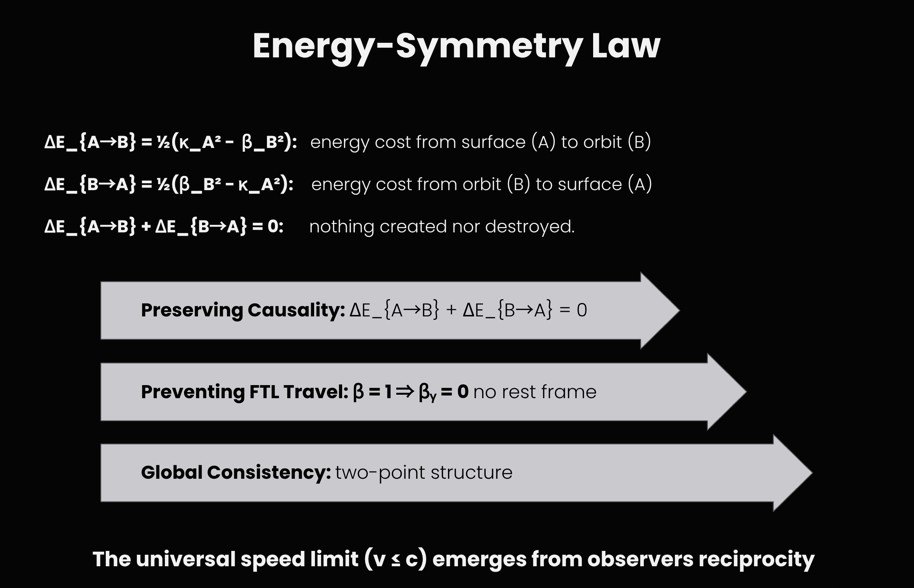 Energy-Symmetry Law
ΔE_{A→B} = ½(κ_A² - β_B²): energy cost from surface (A) to orbit (B)
ΔE_{B→A} = ½(β_B² - κ_A²): energy cost from orbit (B) to surface (A)
ΔE_{A→B} + ΔE_{B→A} = 0: nothing created nor destroyed.
Preserving Causality: ΔE_{A→B} + ΔE_{B→A} = 0
Preventing FTL Travel: β = 1 ⇒ βᵧ = 0 no rest frame
Global Consistency: two-point structure
The universal speed limit (v ≤ c) emerges from observers reciprocity